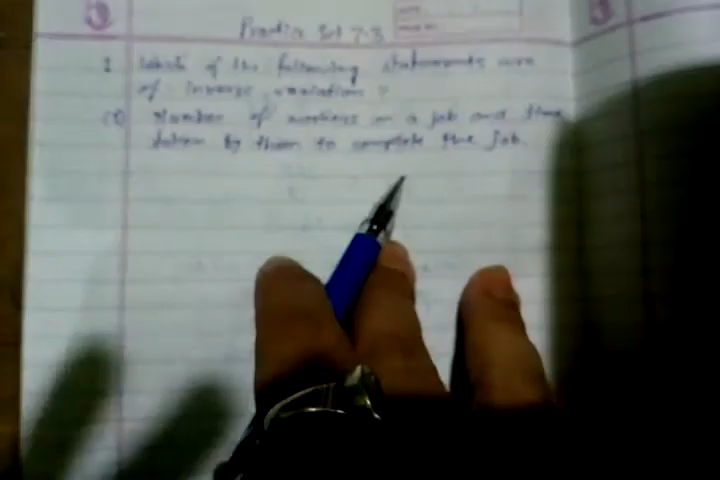 Practice Set 7.3
1 Which of the following statements are
of inverse variation ?
(1) Number of workers on a job and time
taken by them to complete the job.